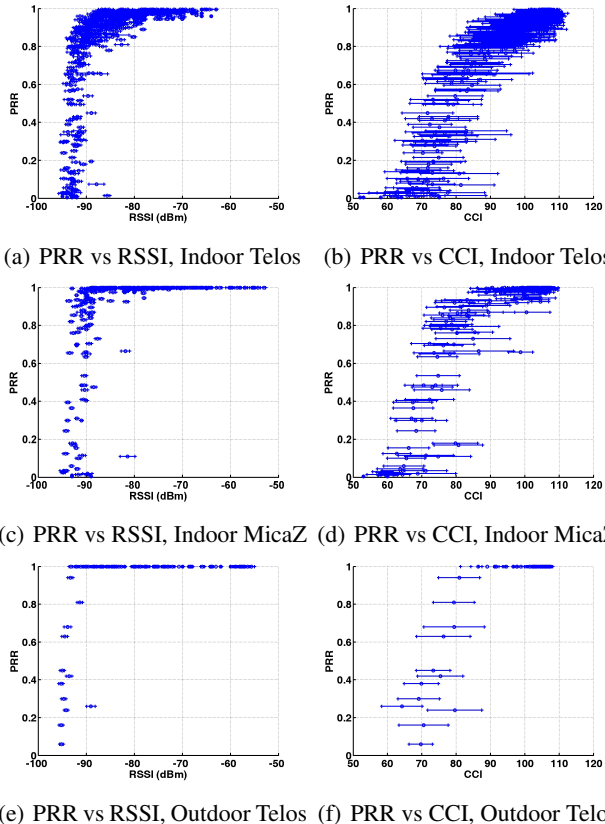 1
0.8
0.6
0.4
0.2
0
PRR
-100 -90 -80 -70 -60 -50
RSSI (dBm)
1
0.8
0.6
0.4
0.2
0
PRR
50 60 70 80 90 100 110 120
CCI
(a) PRR vs RSSI, Indoor Telos (b) PRR vs CCI, Indoor Telos
1
0.8
0.6
0.4
0.2
0
PRR
-100 -90 -80 -70 -60 -50
RSSI (dBm)
1
0.8
0.6
0.4
0.2
0
PRR
50 60 70 80 90 100 110 120
CCI
(c) PRR vs RSSI, Indoor MicaZ (d) PRR vs CCI, Indoor MicaZ
1
0.8
0.6
0.4
0.2
0
PRR
-100 -90 -80 -70 -60 -50
RSSI (dBm)
1
0.8
0.6
0.4
0.2
0
PRR
50 60 70 80 90 100 110 120
CCI
(e) PRR vs RSSI, Outdoor Telos (f) PRR vs CCI, Outdoor Telo